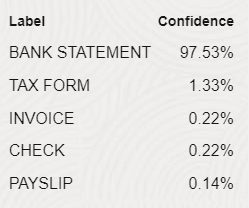 Label Confidence
BANK STATEMENT 97.53%
TAX FORM 1.33%
INVOICE 0.22%
CHECK 0.22%
PAYSLIP 0.14%